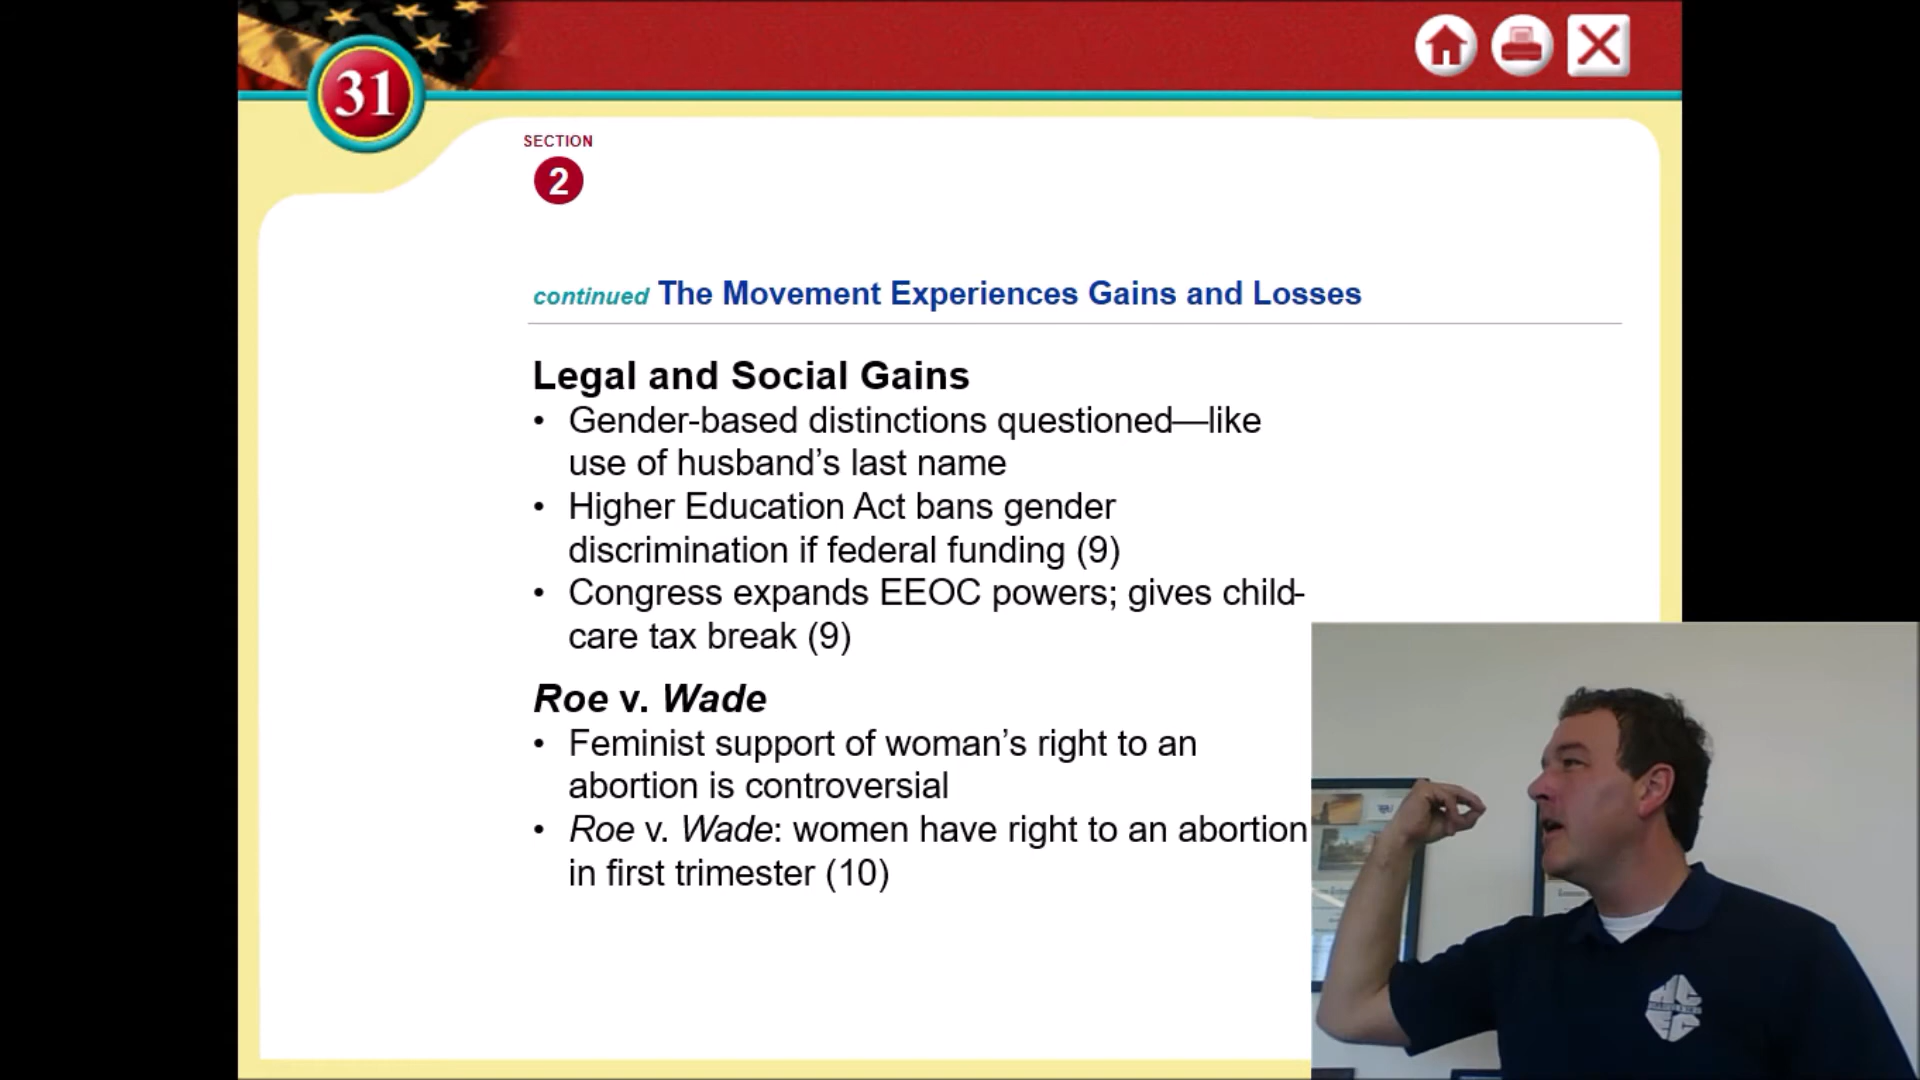 31
SECTION
2
continued The Movement Experiences Gains and Losses
Legal and Social Gains
• Gender-based distinctions questioned—like
use of husband’s last name
• Higher Education Act bans gender
discrimination if federal funding (9)
• Congress expands EEOC powers; gives child-
care tax break (9)
Roe v. Wade
• Feminist support of woman’s right to an
abortion is controversial
• Roe v. Wade: women have right to an abortion
in first trimester (10)